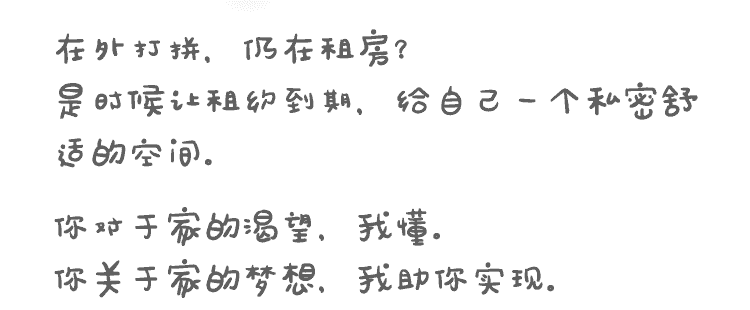 在外打拼，仍在租房？
是时候让租约到期，给自己一个私密舒
适的空间。
你对于家的渴望，我懂。
你关于家的梦想，我助你实现。